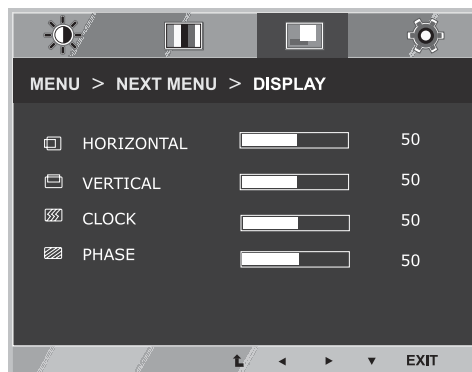 MENU > NEXT MENU > DISPLAY
HORIZONTAL 50
VERTICAL 50
CLOCK 50
PHASE 50
EXIT